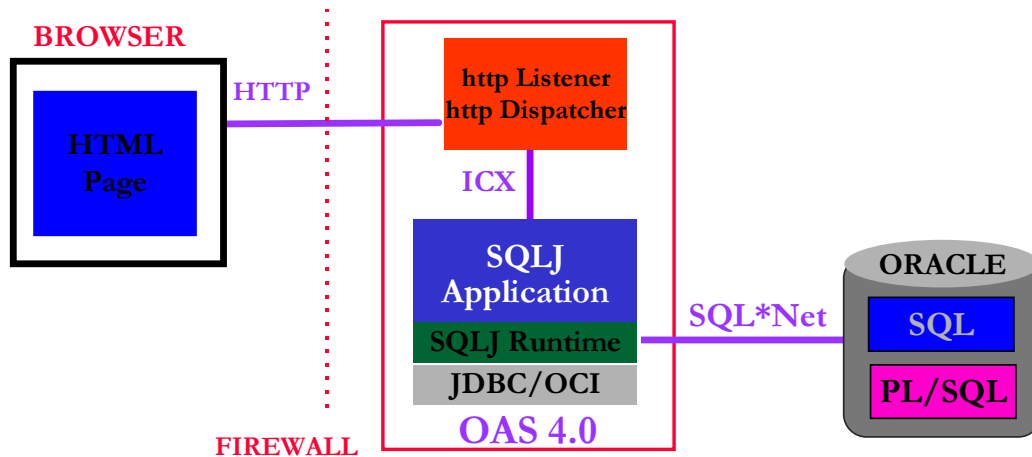 BROWSER
HTML
Page
HTTP
FIREWALL
http Listener
http Dispatcher
ICX
SQLJ
Application
SQLJ Runtime
JDBC/OCI
OAS 4.0
SQL*Net
ORACLE
SQL
PL/SQL